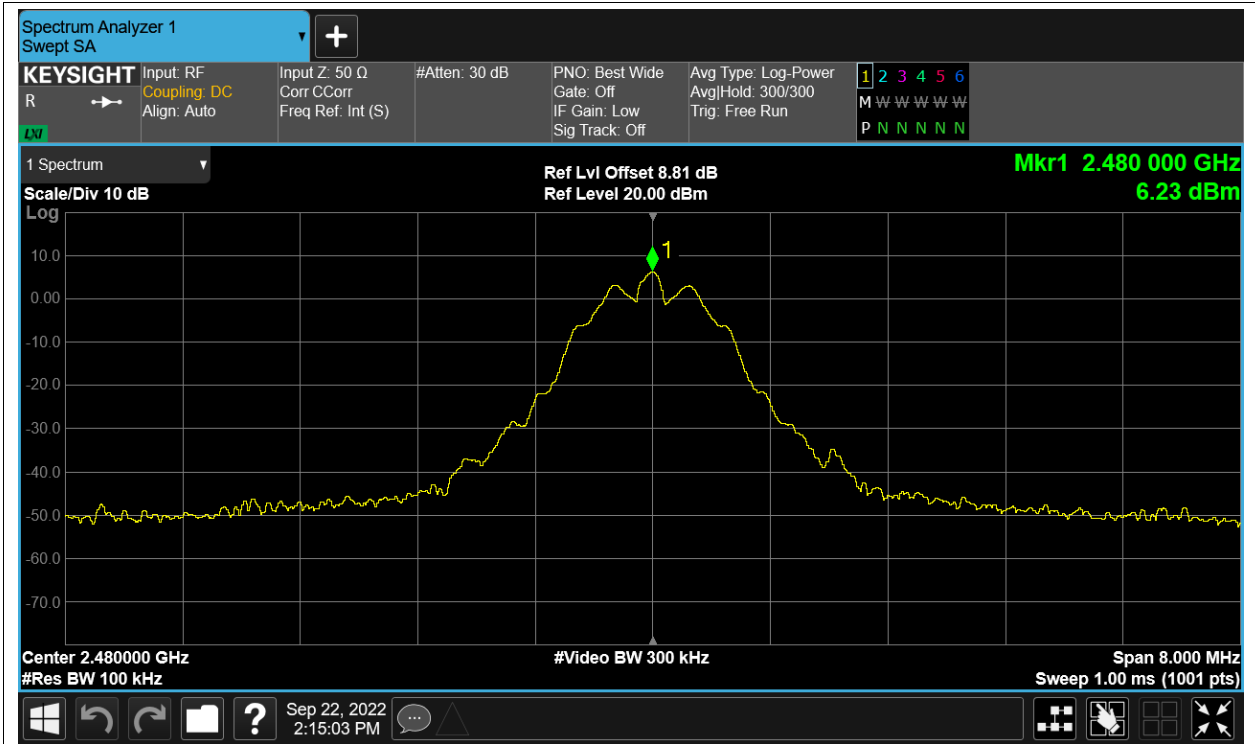 Spectrum Analyzer 1
Swept SA
+
KEYSIGHT
R
LXI
Input: RF
Coupling: DC
Align: Auto
Input Z: 50 Ω
Corr CCorr
Freq Ref: Int (S)
#Atten: 30 dB
PNO: Best Wide
Gate: Off
IF Gain: Low
Sig Track: Off
Avg Type: Log-Power
Avg|Hold: 300/300
Trig: Free Run
1 2 3 4 5 6
M W W W W W
P N N N N N
1 Spectrum
Scale/Div 10 dB
Log
Ref Lvl Offset 8.81 dB
Ref Level 20.00 dBm
Mkr1 2.480 000 GHz
6.23 dBm
1
10.0
0.00
-10.0
-20.0
-30.0
-40.0
-50.0
-60.0
-70.0
Center 2.480000 GHz
#Res BW 100 kHz
#Video BW 300 kHz
Span 8.000 MHz
Sweep 1.00 ms (1001 pts)
?
Sep 22, 2022
2:15:03 PM